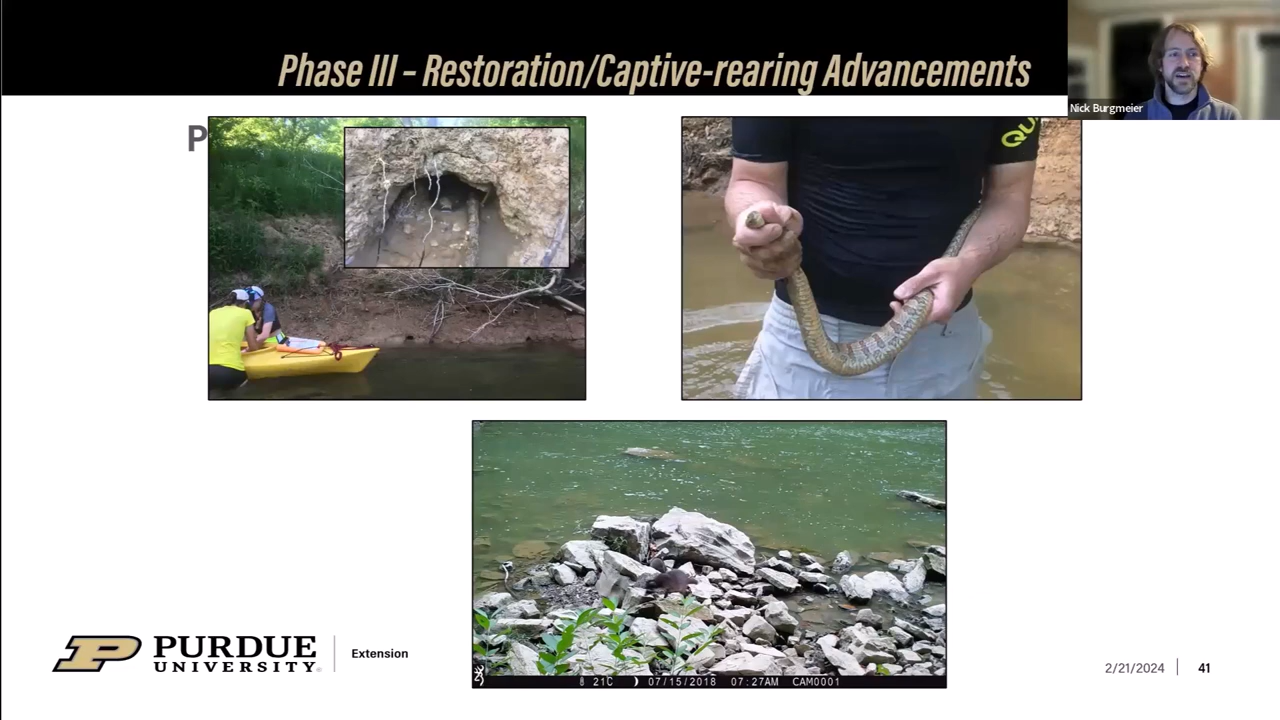 Phase III – Restoration/Captive-rearing Advancements
Nick Burgmeier
P
QU
8 21C 07/15/2018 07:27AM CAM0001
PURDUE
UNIVERSITY®
Extension
2/21/2024 | 41